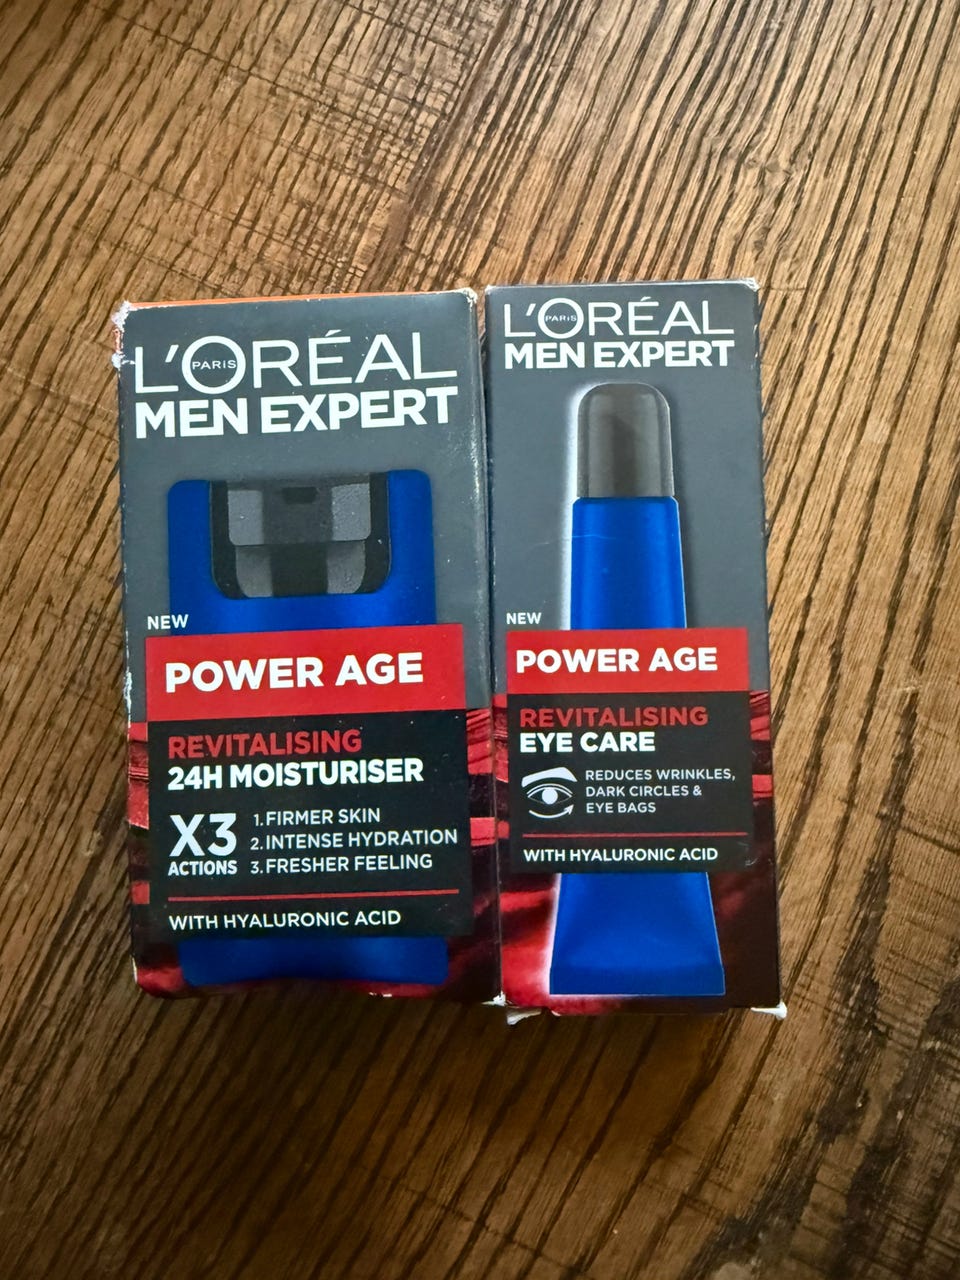 L'ORÉAL
PARIS
MEN EXPERT
NEW
POWER AGE
REVITALISING
24H MOISTURISER
X3
ACTIONS
1. FIRMER SKIN
2. INTENSE HYDRATION
3. FRESHER FEELING
WITH HYALURONIC ACID
L'ORÉAL
PARIS
MEN EXPERT
NEW
POWER AGE
REVITALISING
EYE CARE
REDUCES WRINKLES,
DARK CIRCLES &
EYE BAGS
WITH HYALURONIC ACID